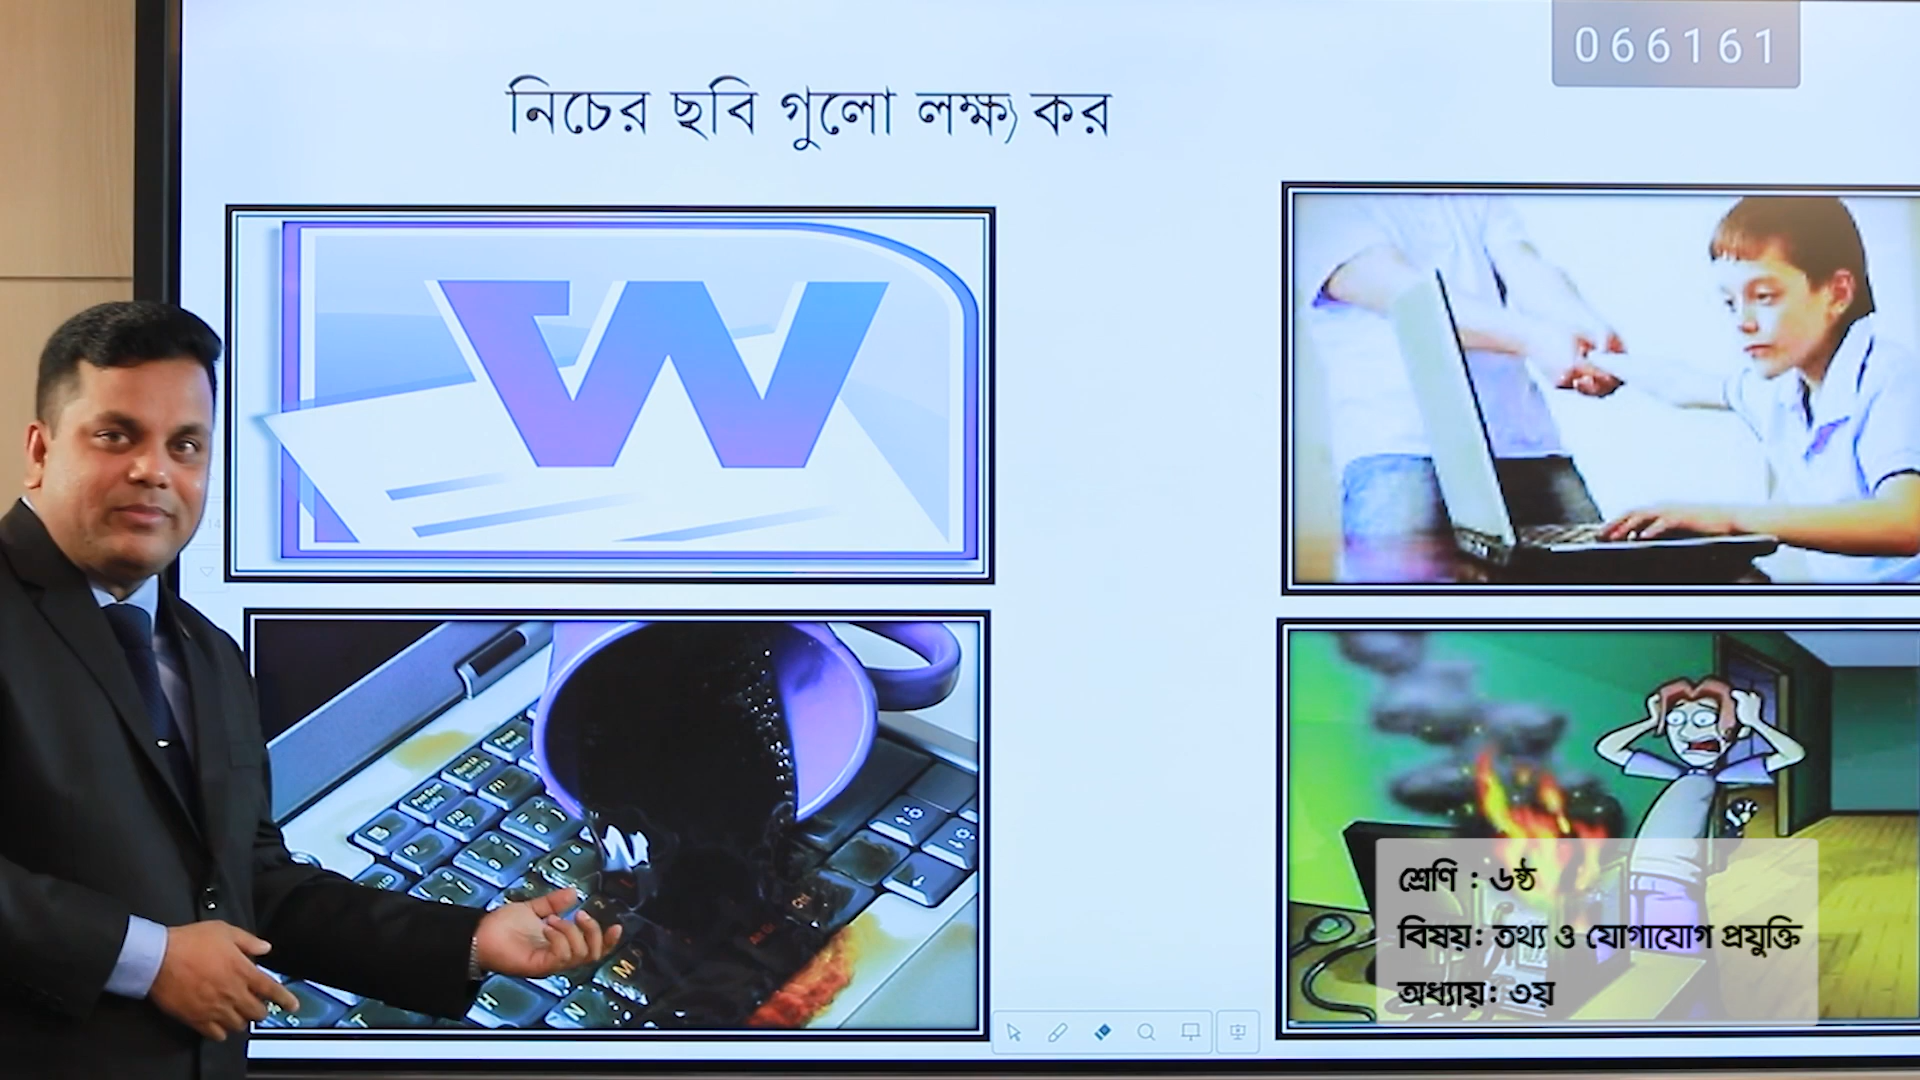 066161
নিচের ছবি গুলো লক্ষ্য কর
W
শ্রেণি : ৬ষ্ঠ
বিষয়: তথ্য ও যোগাযোগ প্রযুক্তি
অধ্যায়: ৩য়